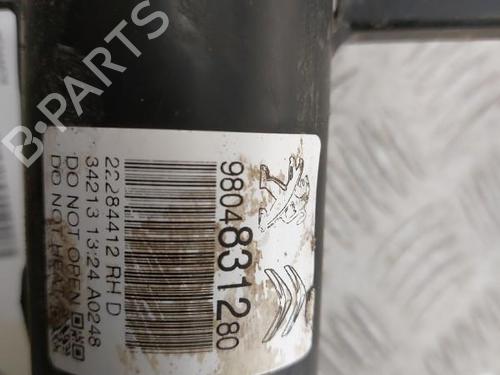 B-PARTS
9804831280
22284412 RH D
34213 13:24 A0248
DO NOT OPEN
DO NOT HEAT